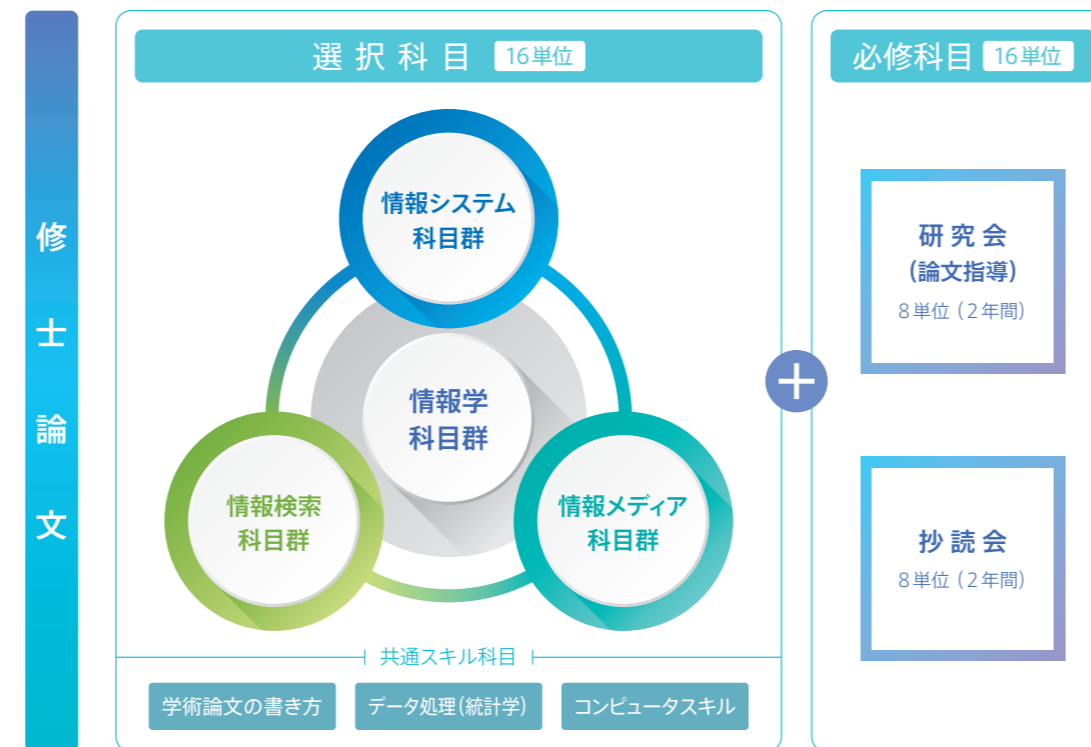 修士論文
選択科目 16単位
情報システム
科目群
情報学
科目群
情報検索
科目群
情報メディア
科目群
共通スキル科目
学術論文の書き方
データ処理(統計学)
コンピュータスキル
+
必修科目 16単位
研究会
(論文指導)
8単位(2年間)
抄読会
8単位(2年間)